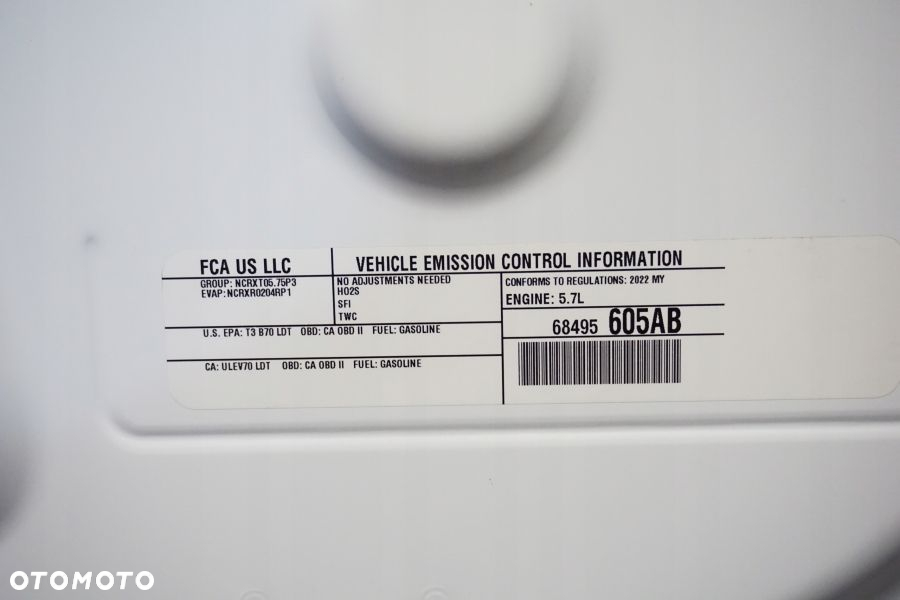 FCA US LLC
VEHICLE EMISSION CONTROL INFORMATION
GROUP: NCRXT05.75P3
EVAP: NCRXR0204RP1
NO ADJUSTMENTS NEEDED
HO2S
SFI
TWC
CONFORMS TO REGULATIONS: 2022 MY
ENGINE: 5.7L
68495 605AB
U.S. EPA: T3 B70 LDT OBD: CA OBD II FUEL: GASOLINE
CA: ULEV70 LDT OBD: CA OBD II FUEL: GASOLINE
OTOMOTO